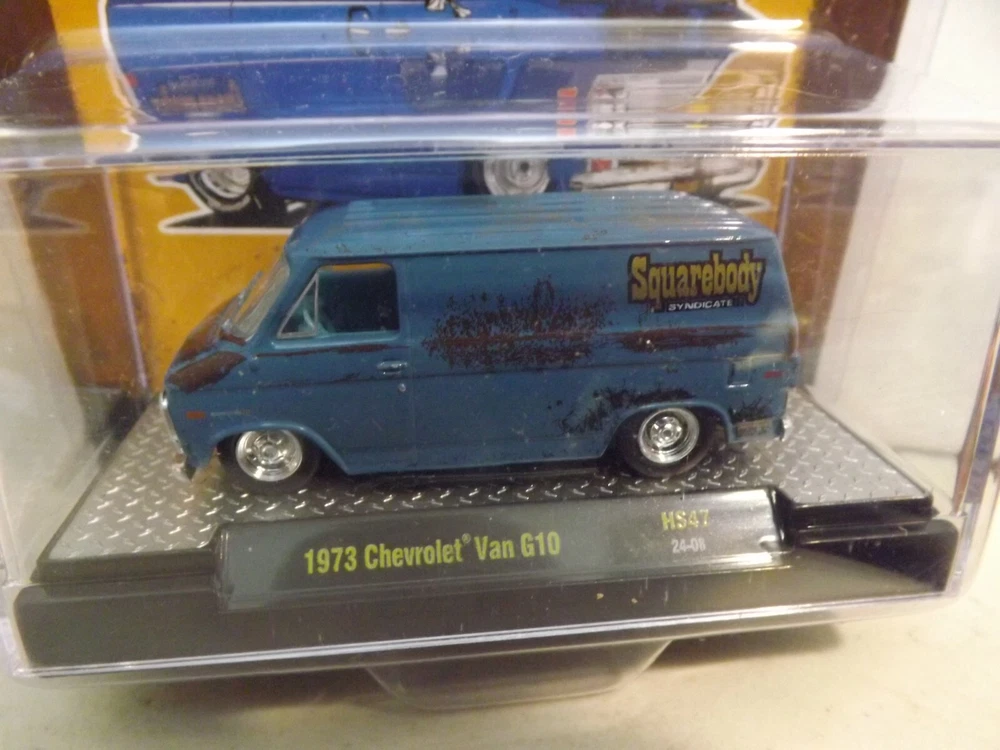 Squarebody
SYNDICATE
1973 Chevrolet® Van G10
HS47
24-08